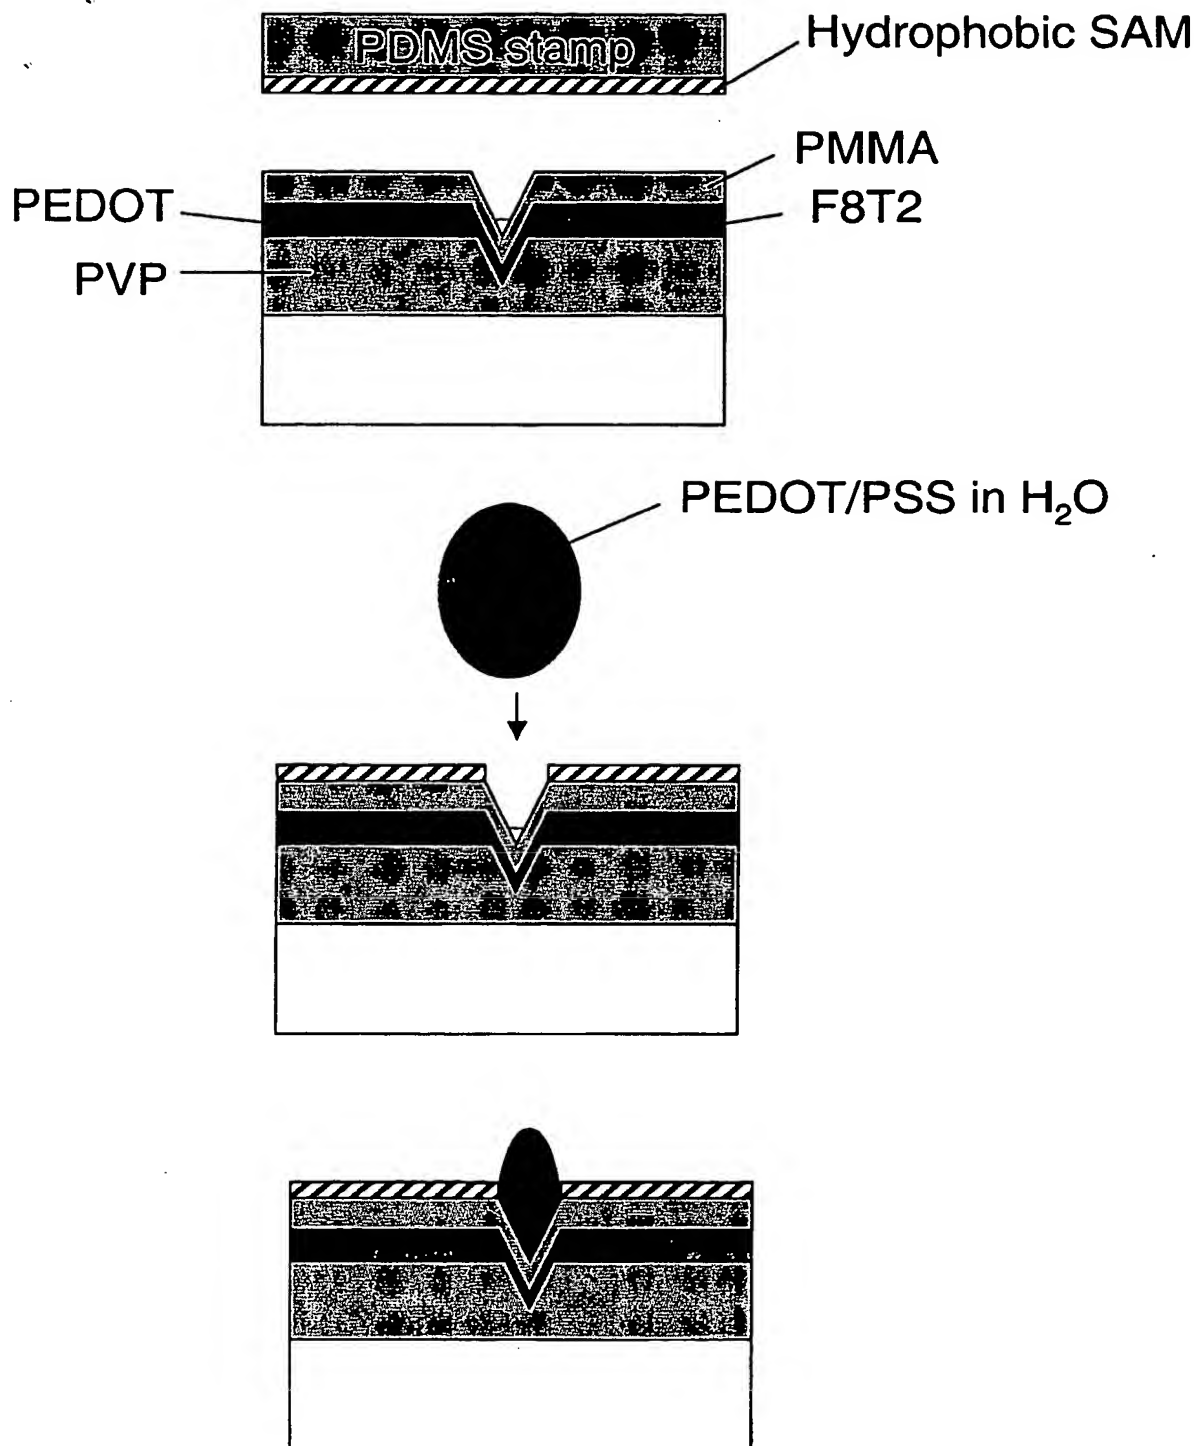 PDMS stamp
Hydrophobic SAM
PMMA
PEDOT
F8T2
PVP
PEDOT/PSS in H₂O